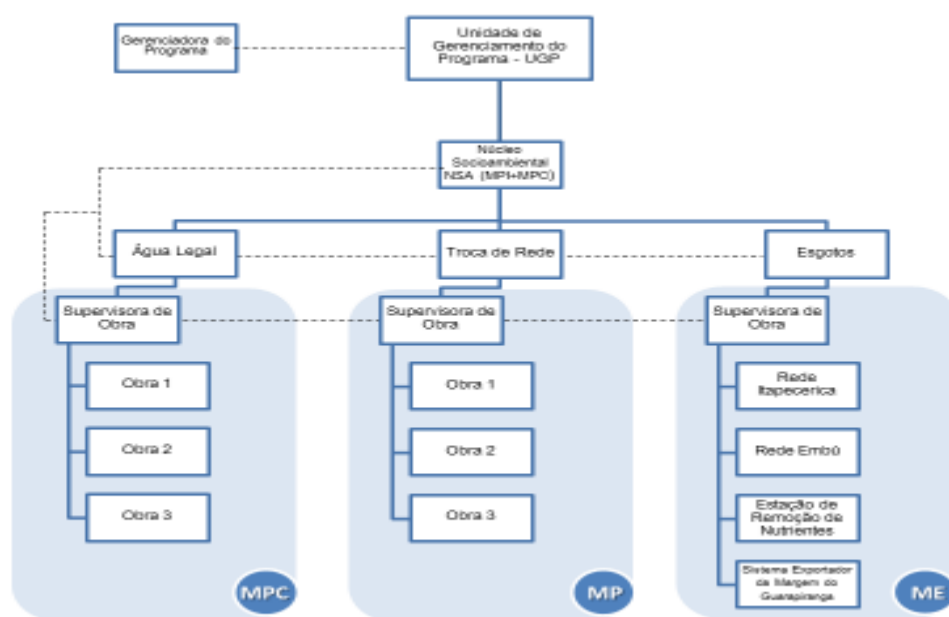 Gerenciadora do
Programa
Unidade de
Gerenciamento do
Programa - UGP
Núcleo
Socioambiental
NSA (MPI+MPC)
Água Legal
Troca de Rede
Esgotos
Supervisora de
Obra
Obra 1
Obra 2
Obra 3
MPC
Supervisora de
Obra
Obra 1
Obra 2
Obra 3
MP
Supervisora de
Obra
Rede
Itapecerica
Rede Embú
Estação de
Remoção de
Nutrientes
Sistema Exportador
da Margem do
Guarapiranga
ME